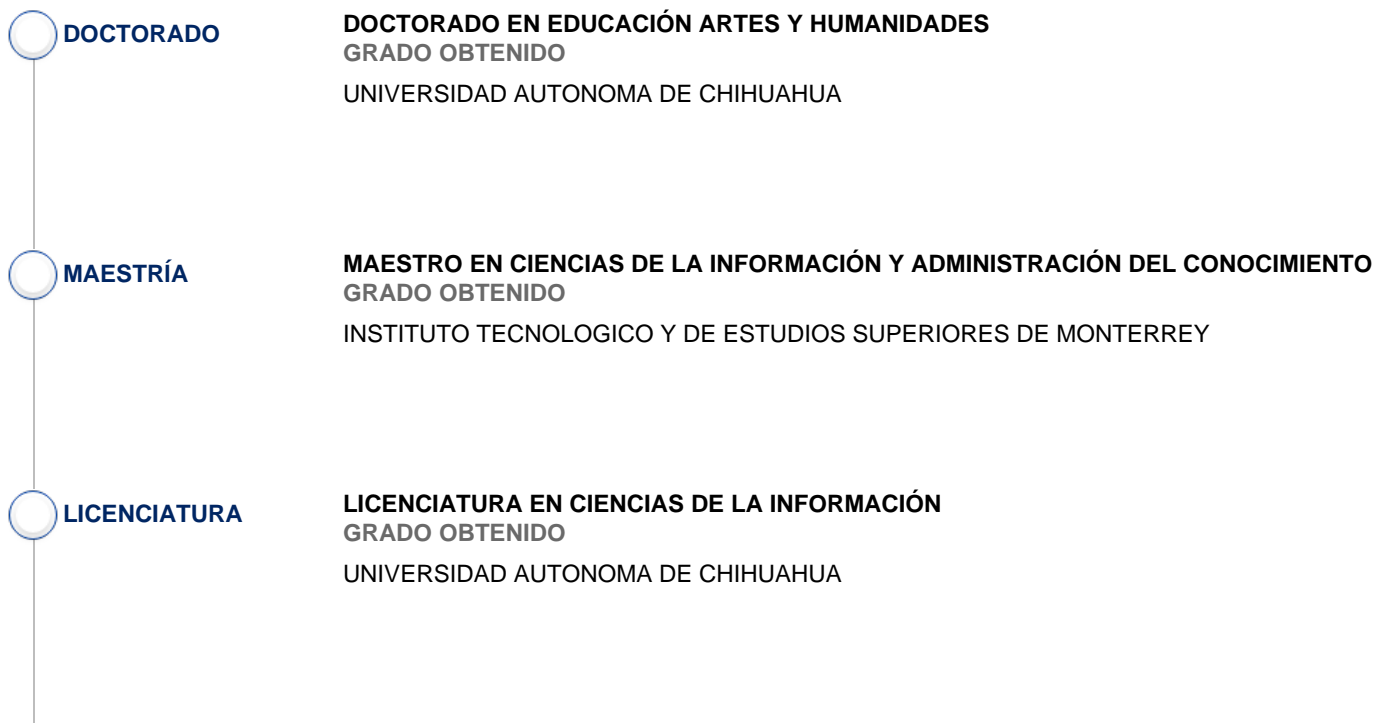 DOCTORADO
DOCTORADO EN EDUCACIÓN ARTES Y HUMANIDADES
GRADO OBTENIDO
UNIVERSIDAD AUTONOMA DE CHIHUAHUA
MAESTRÍA
MAESTRO EN CIENCIAS DE LA INFORMACIÓN Y ADMINISTRACIÓN DEL CONOCIMIENTO
GRADO OBTENIDO
INSTITUTO TECNOLOGICO Y DE ESTUDIOS SUPERIORES DE MONTERREY
LICENCIATURA
LICENCIATURA EN CIENCIAS DE LA INFORMACIÓN
GRADO OBTENIDO
UNIVERSIDAD AUTONOMA DE CHIHUAHUA